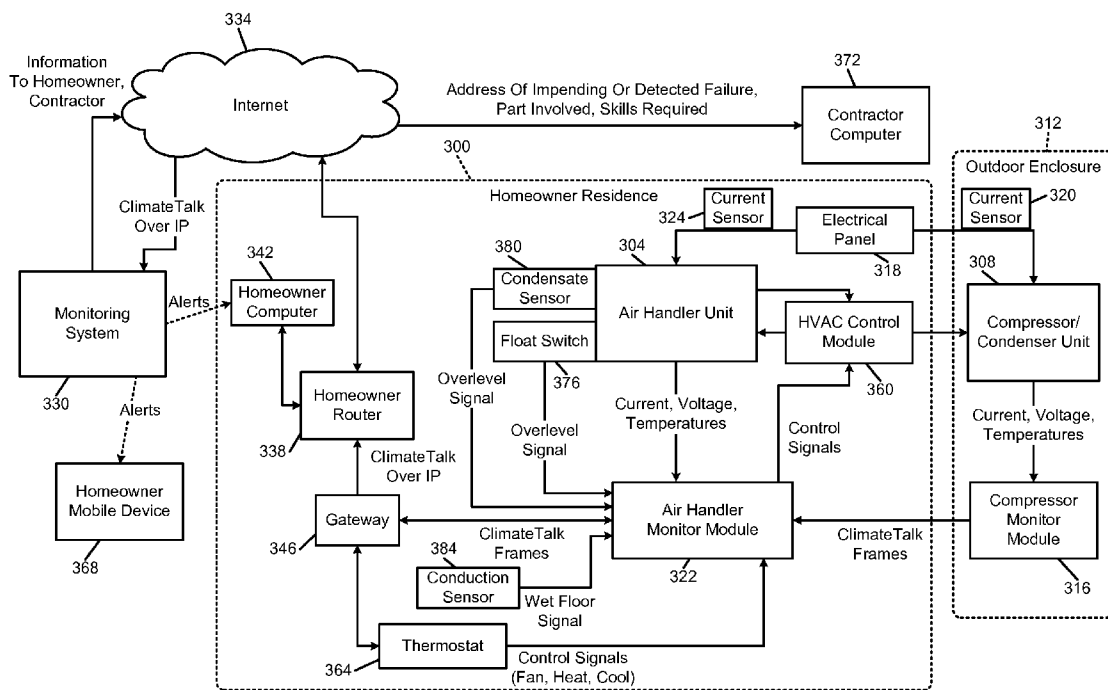 334
Information
To Homeowner,
Contractor
Internet
Address Of Impending Or Detected Failure,
Part Involved, Skills Required
372
Contractor
Computer
300
312
Outdoor Enclosure
Homeowner Residence
ClimateTalk
Over IP
324
Current
Sensor
Electrical
Panel
318
Current
Sensor
320
342
Homeowner
Computer
Alerts
Monitoring
System
330
Alerts
Homeowner
Mobile Device
368
380
Condensate
Sensor
304
Air Handler Unit
Float Switch
376
HVAC Control
Module
360
308
Compressor/
Condenser Unit
Homeowner
Router
338
Overlevel
Signal
Overlevel
Signal
Current, Voltage,
Temperatures
Control
Signals
Current, Voltage,
Temperatures
ClimateTalk
Over IP
Gateway
346
ClimateTalk
Frames
Air Handler
Monitor Module
322
ClimateTalk
Frames
Compressor
Monitor
Module
316
384
Conduction
Sensor
Wet Floor
Signal
Thermostat
364
Control Signals
(Fan, Heat, Cool)